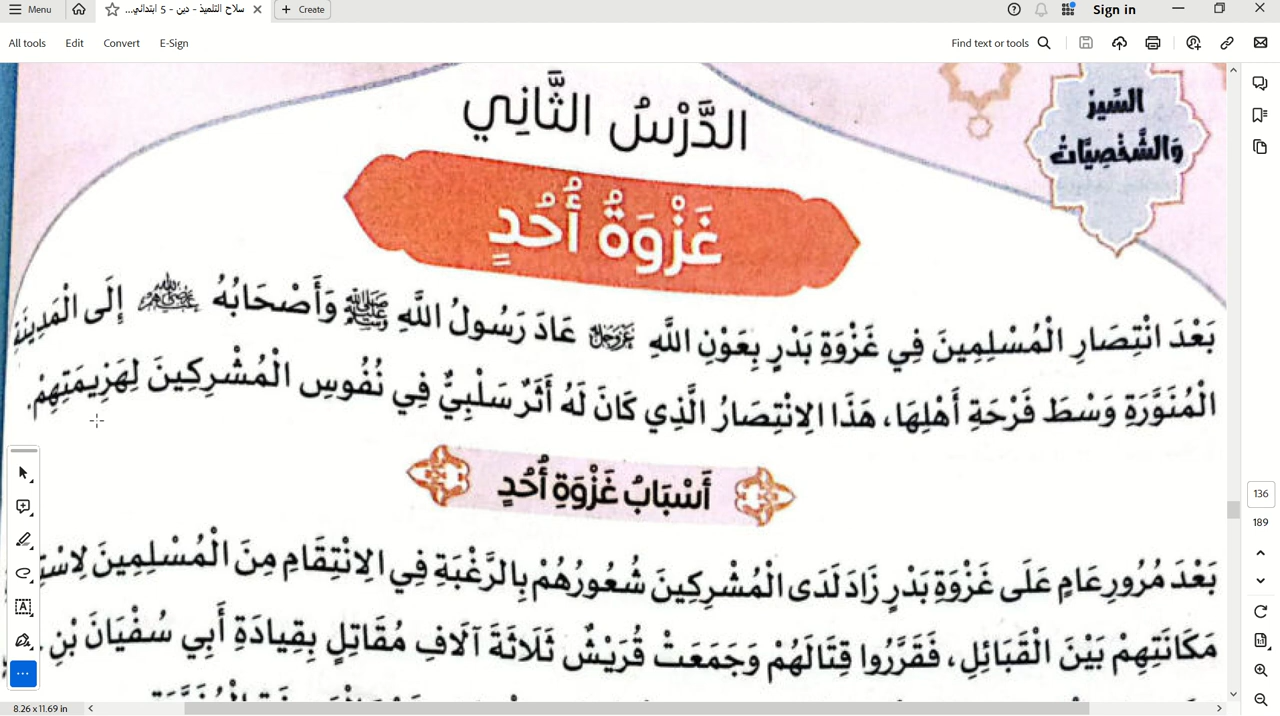 Menu
سلاح التلميذ - دين - 5 ابتدائي...
Create
Sign in
All tools
Edit
Convert
E-Sign
Find text or tools
السِّيَرُ
وَالشَّخْصِيَّاتُ
الدَّرْسُ الثَّانِي
غَزْوَةُ أُحُدٍ
بَعْدَ انْتِصَارِ الْمُسْلِمِينَ فِي غَزْوَةِ بَدْرٍ بِعَوْنِ اللَّهِ عَزَّوَجَلَّ عَادَ رَسُولُ اللَّهِ ﷺ وَأَصْحَابُهُ إِلَى الْمَدِينَةِ
الْمُنَوَّرَةِ وَسْطَ فَرْحَةِ أَهْلِهَا، هَذَا الِانْتِصَارُ الَّذِي كَانَ لَهُ أَثَرٌ سَلْبِيٌّ فِي نُفُوسِ الْمُشْرِكِينَ لِهَزِيمَتِهِمْ.
أَسْبَابُ غَزْوَةِ أُحُدٍ
بَعْدَ مُرُورِ عَامٍ عَلَى غَزْوَةِ بَدْرٍ زَادَ لَدَى الْمُشْرِكِينَ شُعُورُهُمْ بِالرَّغْبَةِ فِي الِانْتِقَامِ مِنَ الْمُسْلِمِينَ
مَكَانَتِهِمْ بَيْنَ الْقَبَائِلِ، فَقَرَّرُوا قِتَالَهُمْ وَجَمَعَتْ قُرَيْشٌ ثَلَاثَةَ آلَافِ مُقَاتِلٍ بِقِيادَةِ أَبِي سُفْيَانَ بْنِ
136
189
8.26 x 11.69 in